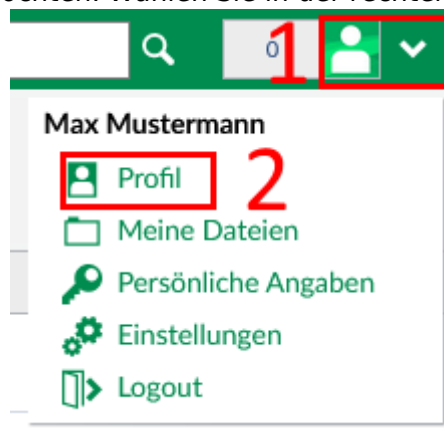 0 1
Max Mustermann
Profil 2
Meine Dateien
Persönliche Angaben
Einstellungen
Logout